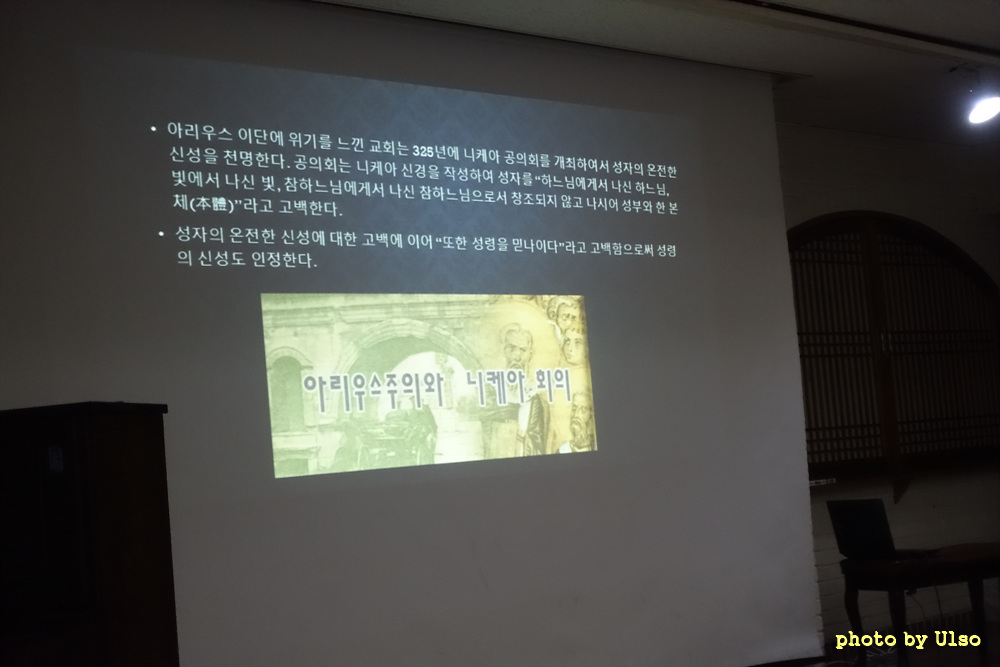 • 아리우스 이단에 위기를 느낀 교회는 325년에 니케아 공의회를 개최하여서 성자의 온전한
신성을 천명한다. 공의회는 니케아 신경을 작성하여 성자를 “하느님에게서 나신 하느님,
빛에서 나신 빛, 참하느님에게서 나신 참하느님으로서 창조되지 않고 나시어 성부와 한 본
체(本體)”라고 고백한다.
• 성자의 온전한 신성에 대한 고백에 이어 “또한 성령을 믿나이다”라고 고백함으로써 성령
의 신성도 인정한다.
아리우스주의와 니케아 회의
photo by Ulso